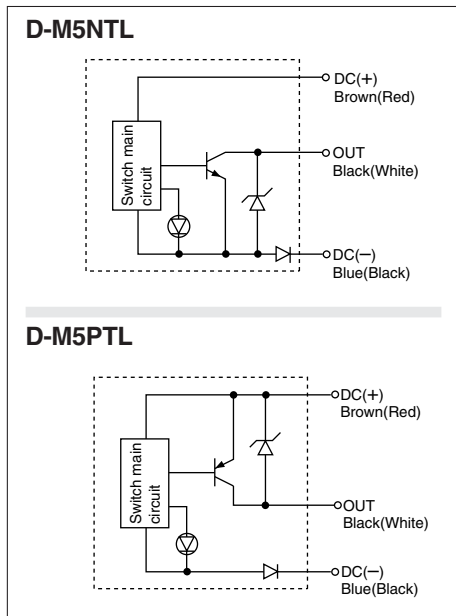 D-M5NTL
DC(+)
Brown(Red)
Switch main
circuit
OUT
Black(White)
DC(−)
Blue(Black)
D-M5PTL
DC(+)
Brown(Red)
Switch main
circuit
OUT
Black(White)
DC(−)
Blue(Black)